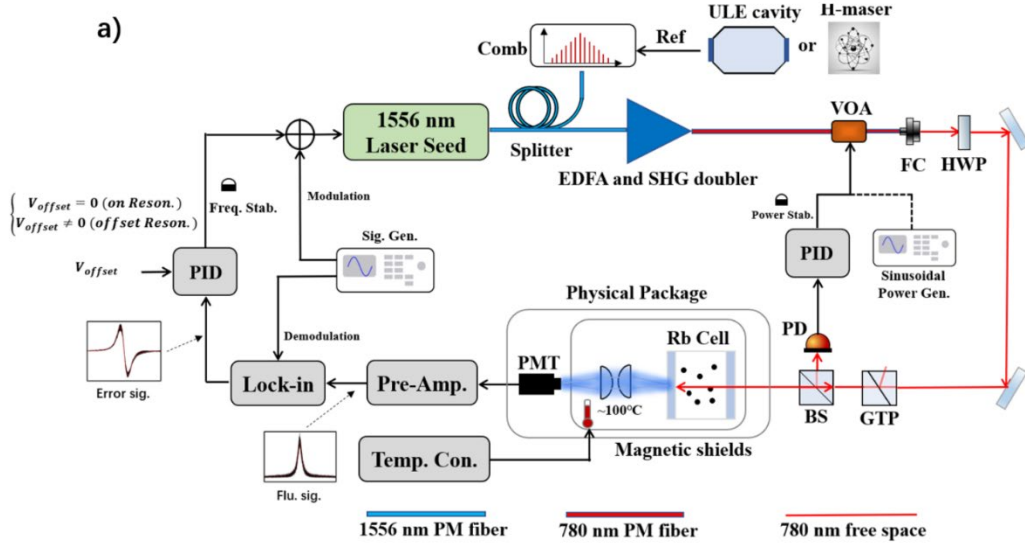 a)
ULE cavity
H-maser
Comb
Ref
or
1556 nm
Laser Seed
Splitter
EDFA and SHG doubler
VOA
FC
HWP
V_offset = 0 (on Reson.)
V_offset ≠ 0 (offset Reson.)
Freq. Stab.
Modulation
Power Stab.
Sig. Gen.
V_offset
PID
PID
Sinusoidal
Power Gen.
Demodulation
Physical Package
Rb Cell
PD
PMT
Error sig.
Lock-in
Pre-Amp.
~100℃
BS
GTP
Magnetic shields
Temp. Con.
Flu. sig.
1556 nm PM fiber
780 nm PM fiber
780 nm free space